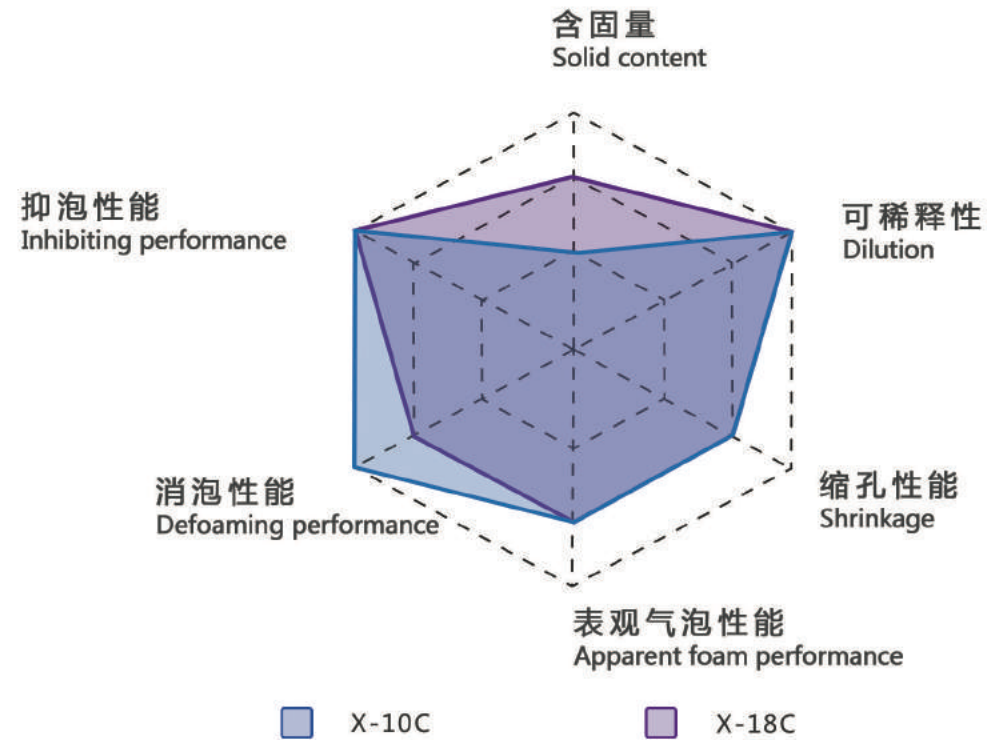 含固量
Solid content
抑泡性能
Inhibiting performance
可稀释性
Dilution
消泡性能
Defoaming performance
缩孔性能
Shrinkage
表观气泡性能
Apparent foam performance
X-10C
X-18C